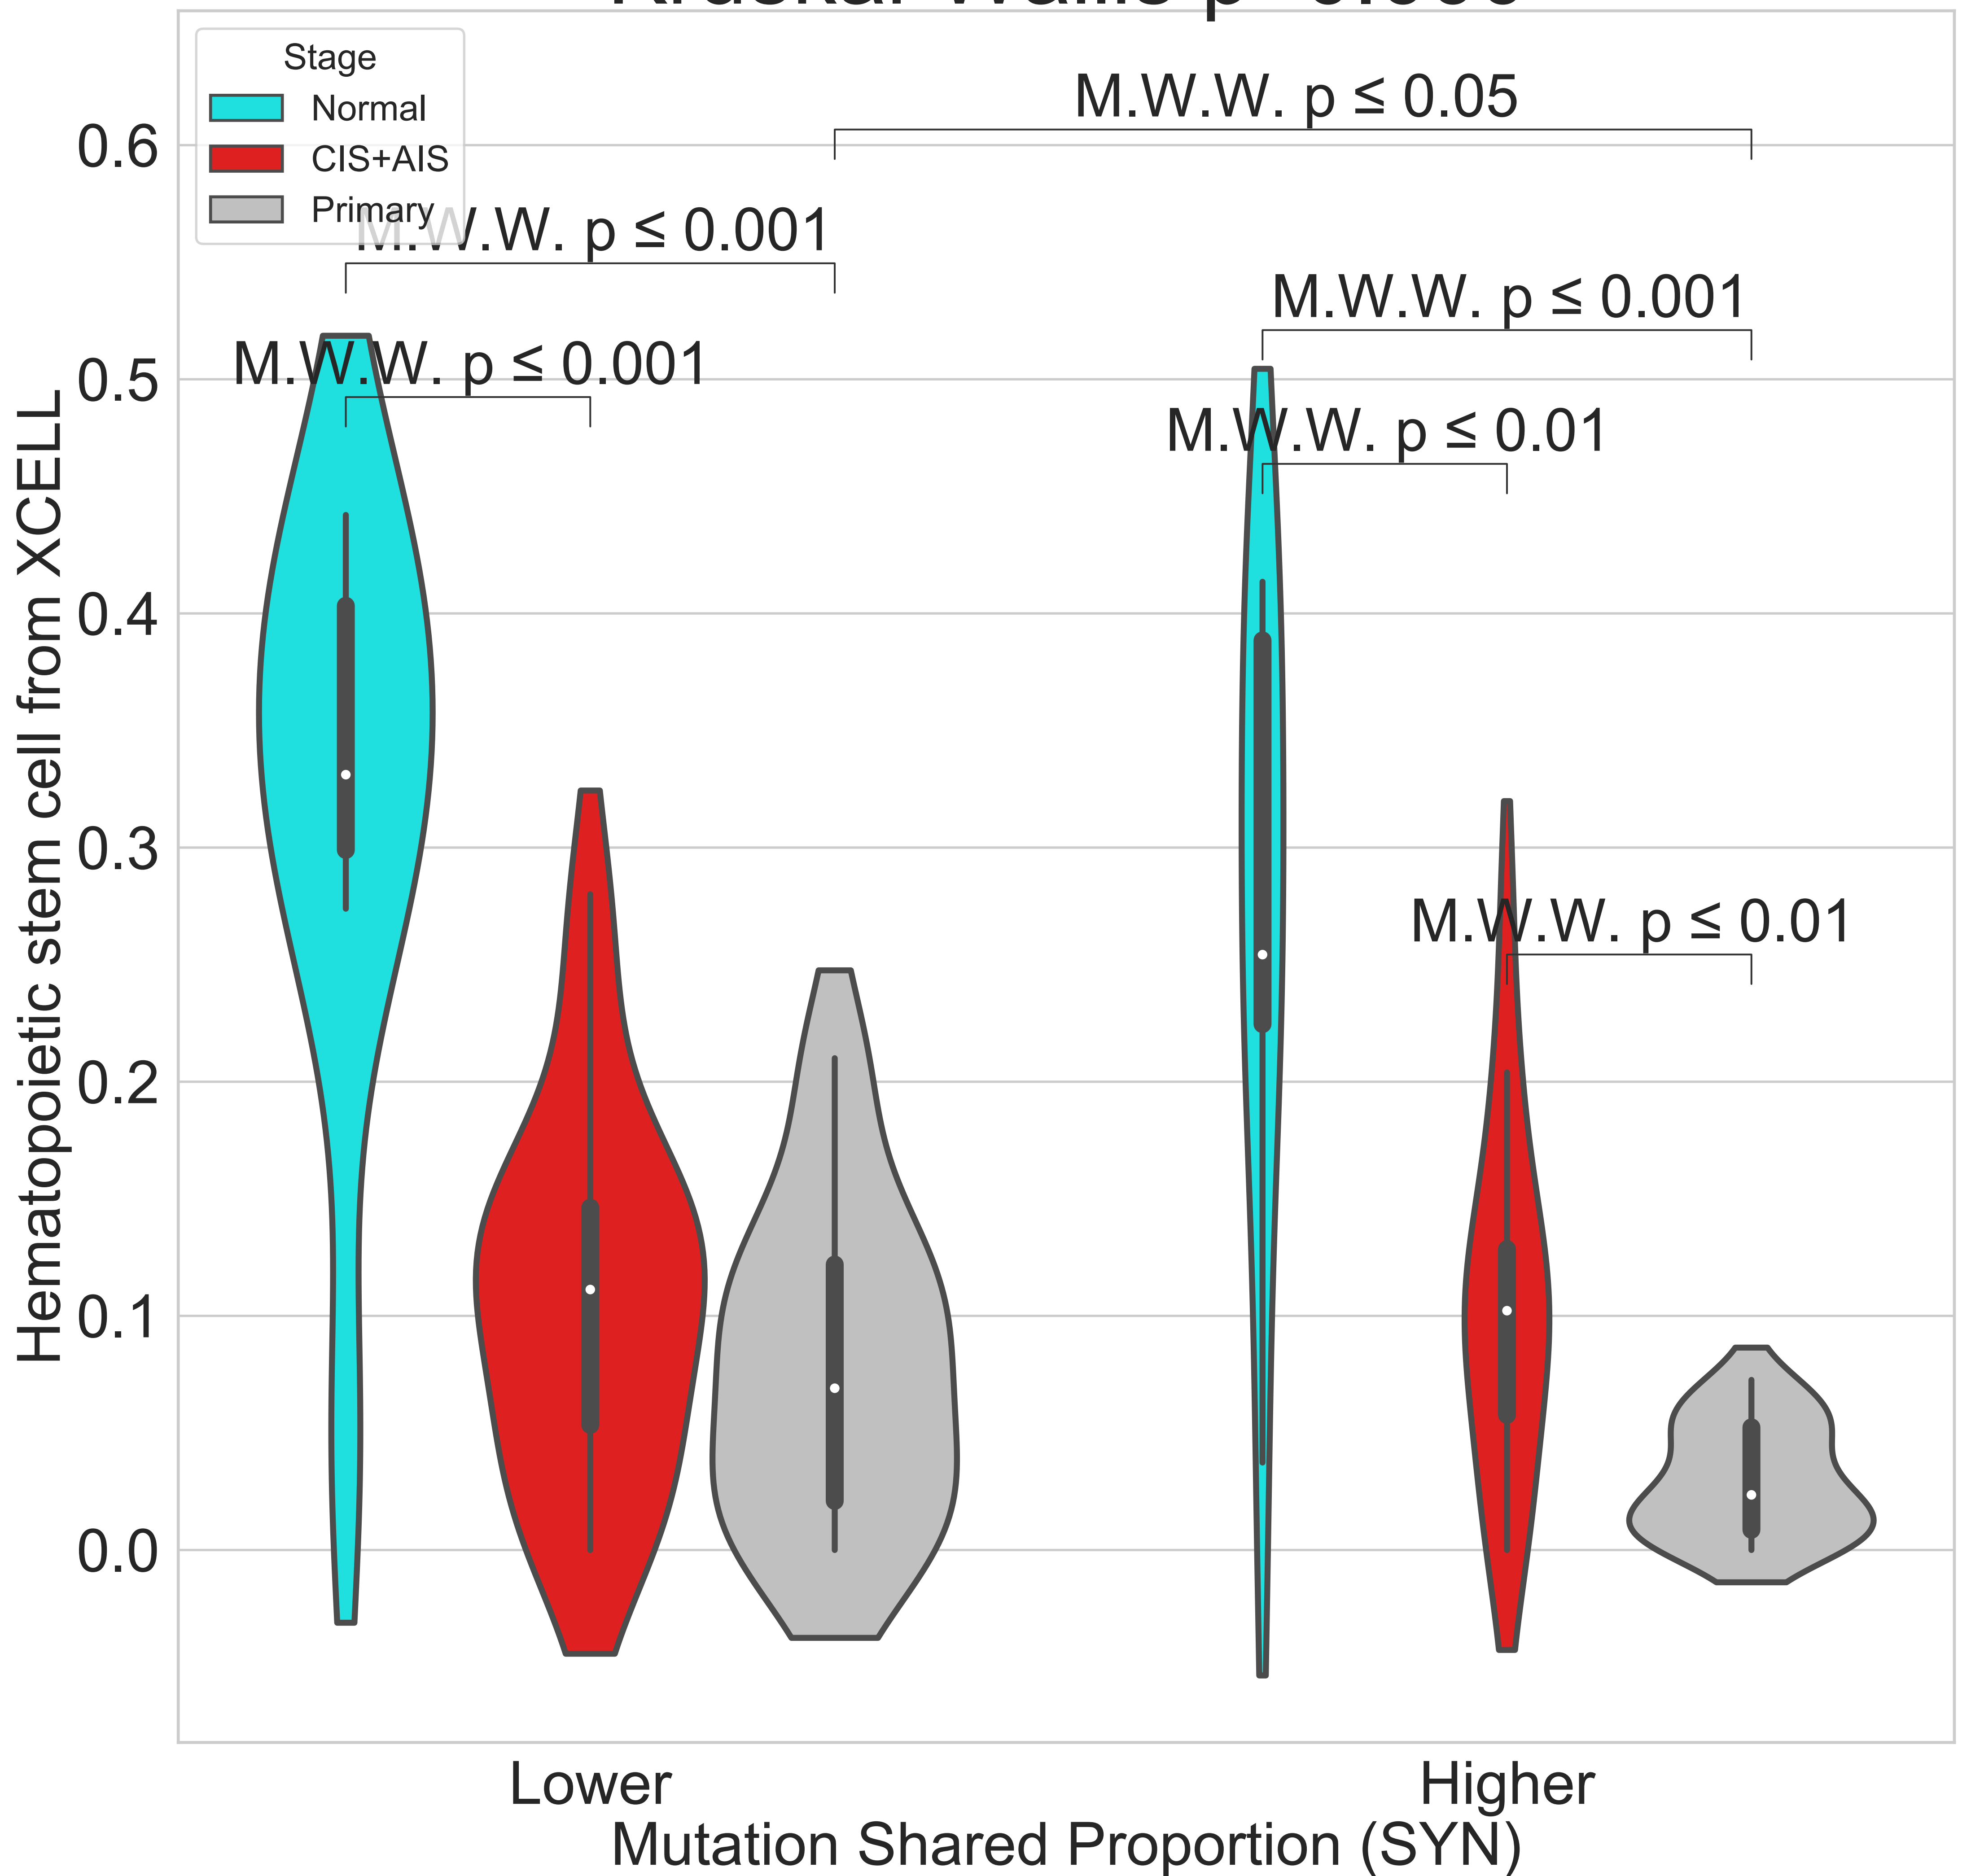 Stage
Normal
CIS+AIS
Primary
M.W.W. p ≤ 0.05
M.W.W. p ≤ 0.001
M.W.W. p ≤ 0.001
M.W.W. p ≤ 0.001
M.W.W. p ≤ 0.01
M.W.W. p ≤ 0.01
Hematopoietic stem cell from XCELL
0.6
0.5
0.4
0.3
0.2
0.1
0.0
Lower
Higher
Mutation Shared Proportion (SYN)